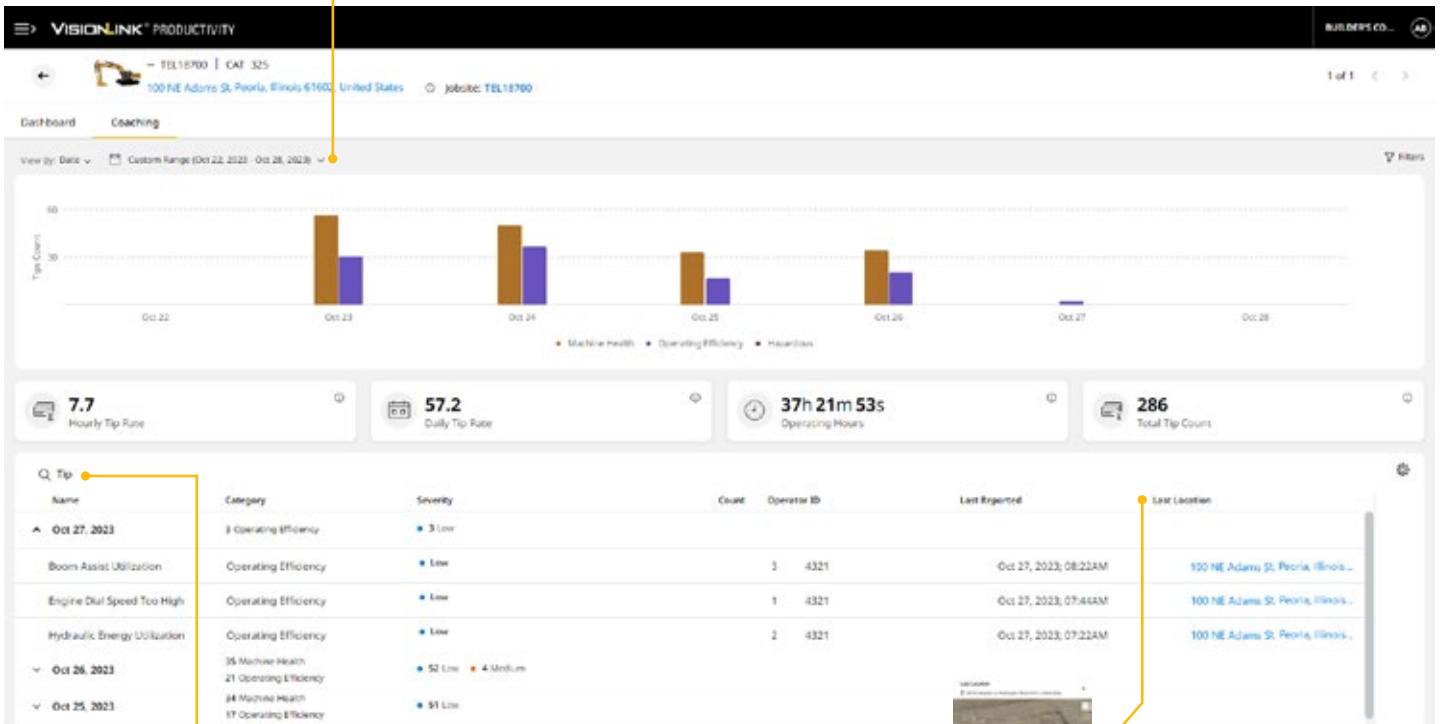 VISIONLINK® PRODUCTIVITY
BUILDER'S CO... AB
– TEL18700 | CAT 325
1 of 1
100 NE Adams St. Peoria, Illinois 61602, United States Jobsite: TEL18700
Dashboard Coaching
View By: Date Custom Range (Oct 22, 2023 - Oct 28, 2023) Filters
60
30
Tips Count
Oct 22 Oct 23 Oct 24 Oct 25 Oct 26 Oct 27 Oct 28
Machine Health Operating Efficiency Hazardous
7.7
Hourly Tip Rate
57.2
Daily Tip Rate
37h 21m 53s
Operating Hours
286
Total Tip Count
Tip
Name Category Severity Count Operator ID Last Reported Last Location
Oct 27, 2023 3 Operating Efficiency 3 Low
Boom Assist Utilization Operating Efficiency Low 3 4321 Oct 27, 2023; 08:22AM 100 NE Adams St. Peoria, Illinois...
Engine Dial Speed Too High Operating Efficiency Low 1 4321 Oct 27, 2023; 07:44AM 100 NE Adams St. Peoria, Illinois...
Hydraulic Energy Utilization Operating Efficiency Low 2 4321 Oct 27, 2023; 07:22AM 100 NE Adams St. Peoria, Illinois...
35 Machine Health
Oct 26, 2023 52 Low 4 Medium
21 Operating Efficiency
34 Machine Health
Oct 25, 2023 51 Low
17 Operating Efficiency
Last Location